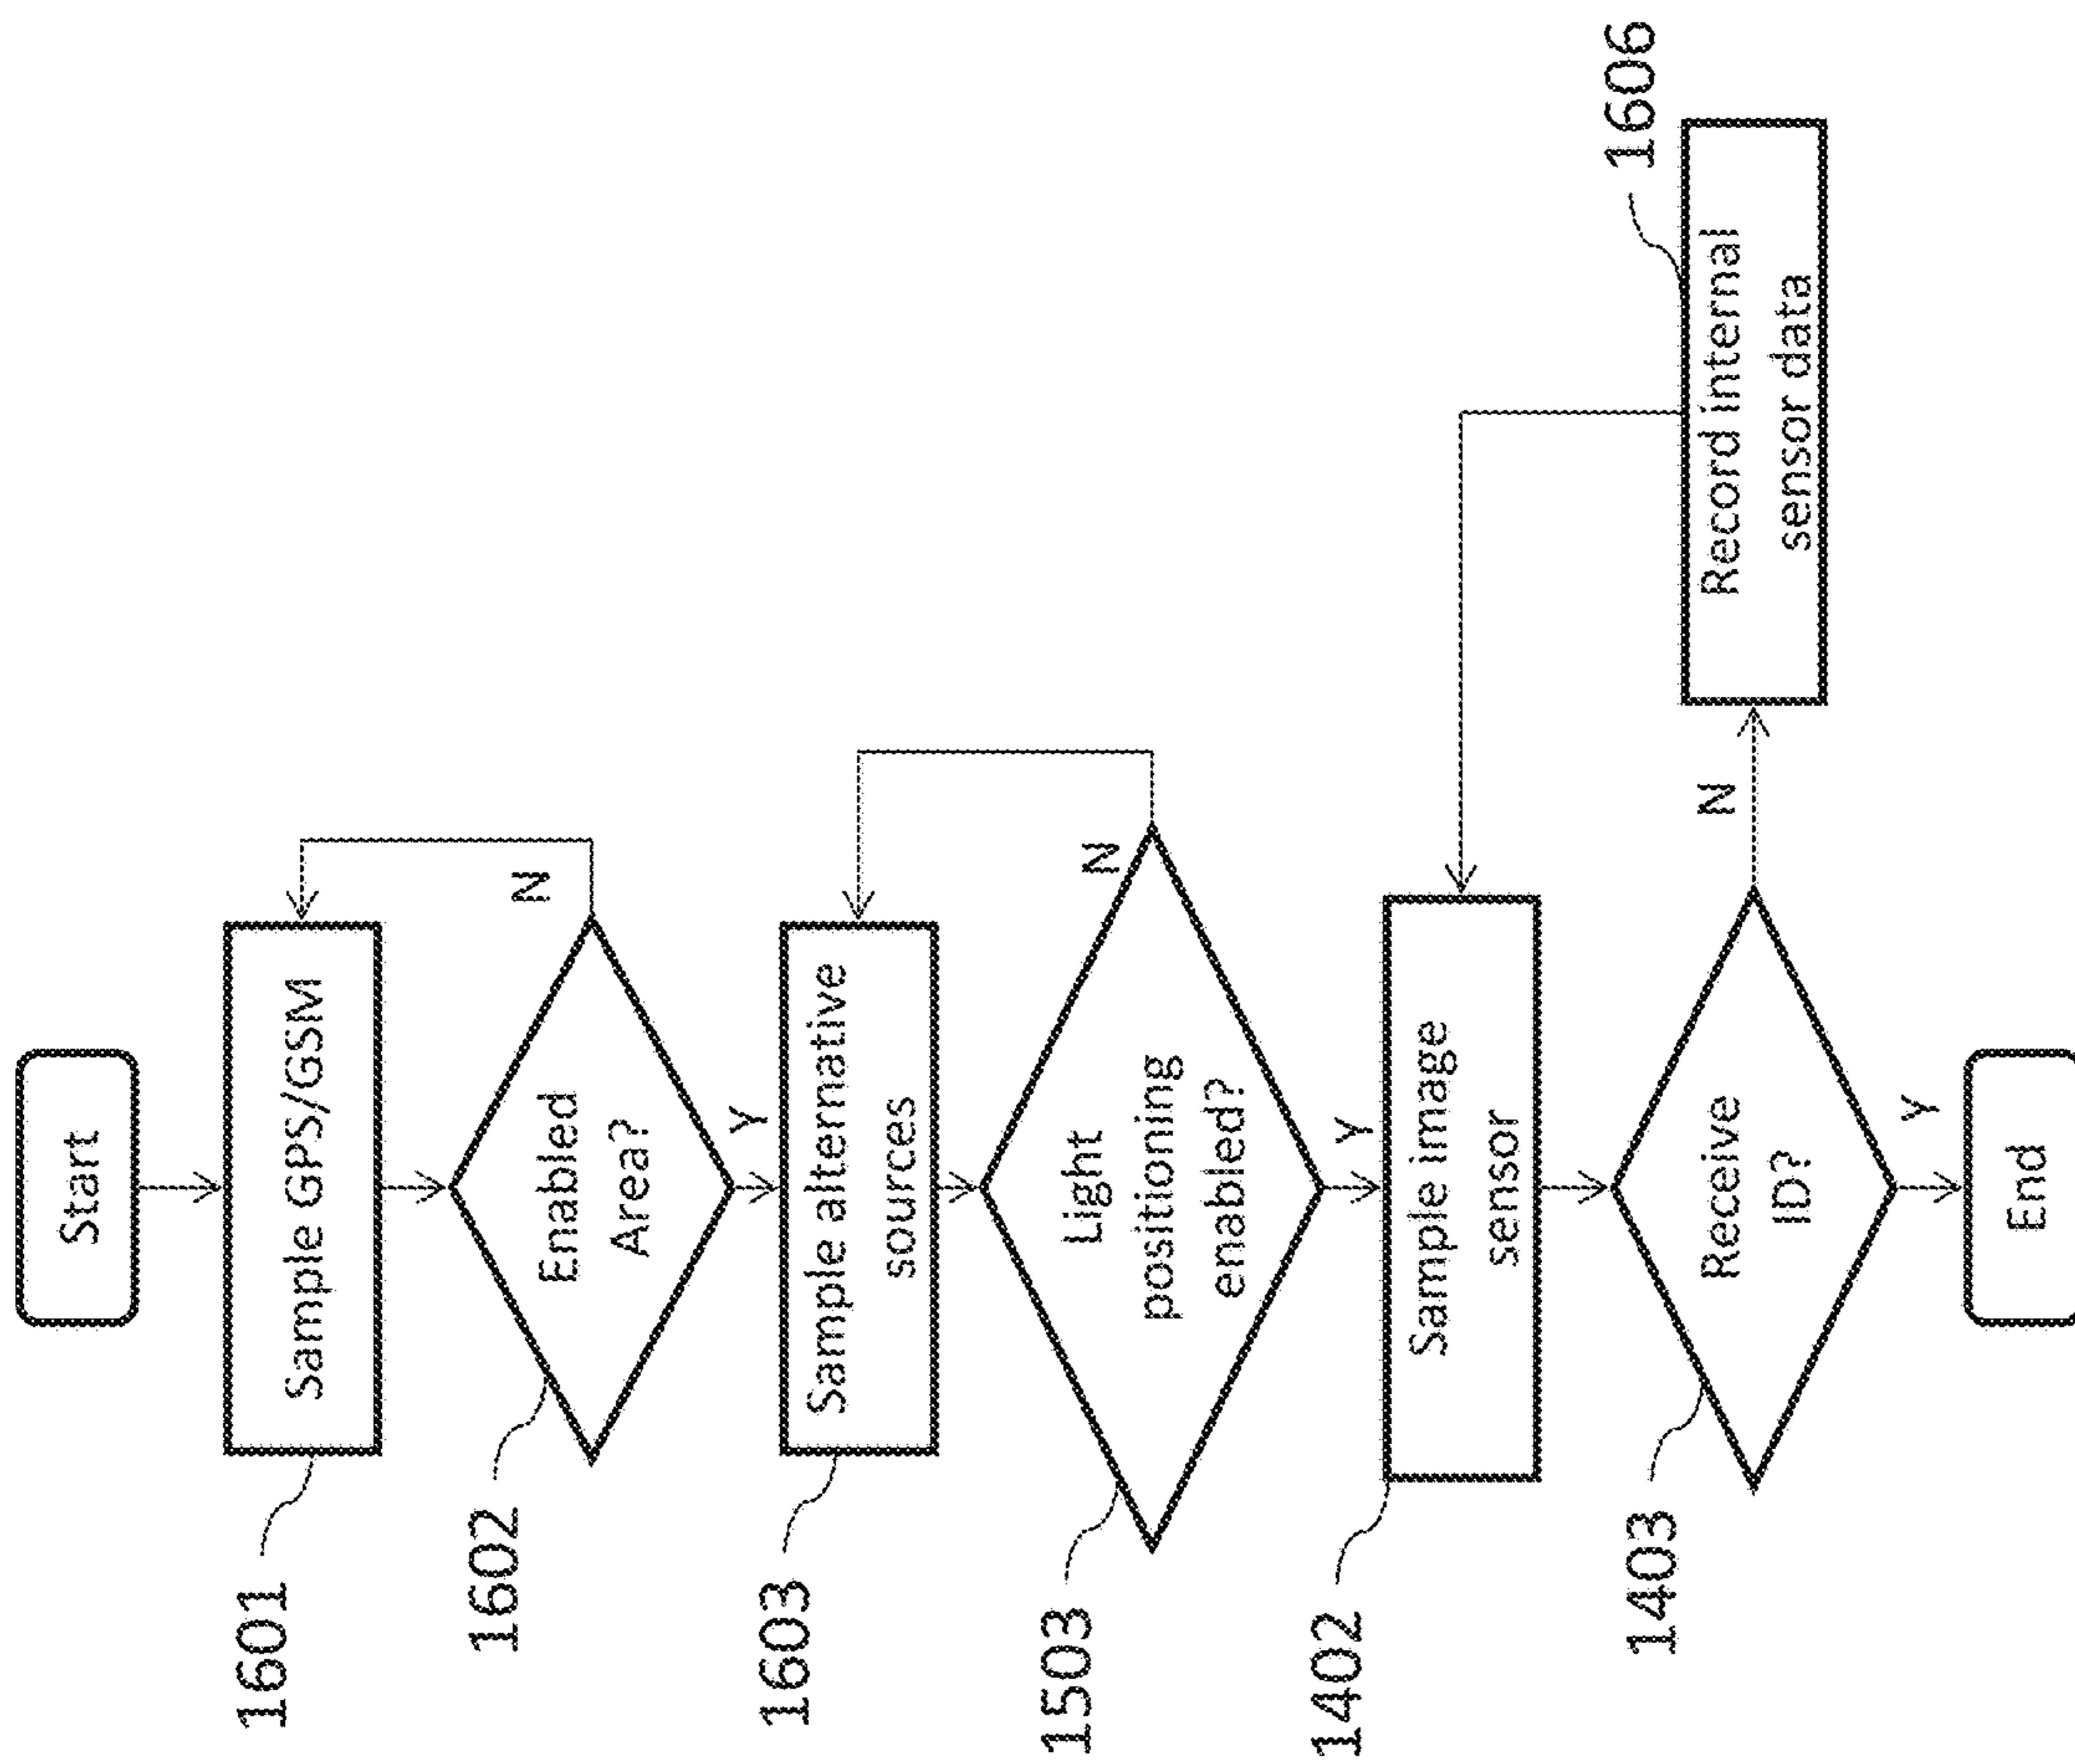 Start
1601
Sample GPS/GSM
1602
Enabled
Area?
N
Y
1603
Sample alternative
sources
1503
Light
positioning
enabled?
N
Y
1402
Sample image
sensor
1403
Receive
ID?
N
1606
Record internal
sensor data
Y
End